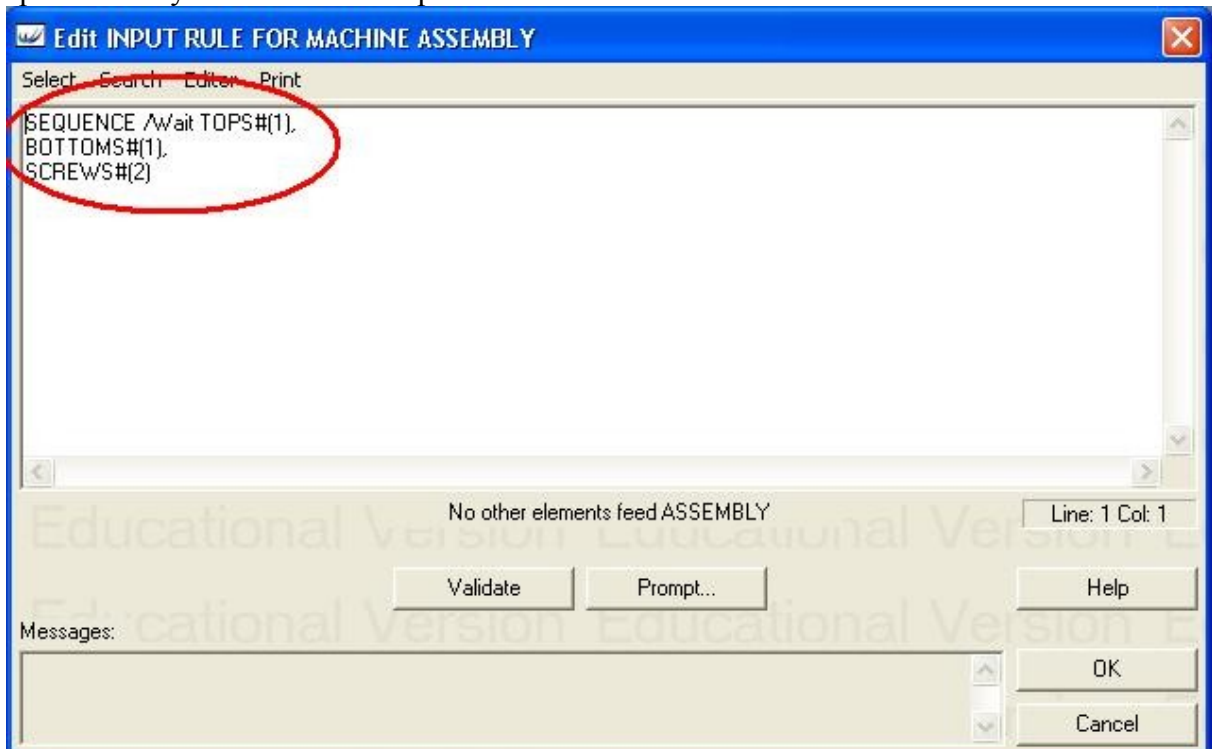 Edit INPUT RULE FOR MACHINE ASSEMBLY
Select Search Editor Print
SEQUENCE /Wait TOPS#(1),
BOTTOMS#(1),
SCREWS#(2)
No other elements feed ASSEMBLY
Line: 1 Col: 1
Educational Version Educational Version
Validate Prompt... Help
Educational Version Educational Version E
Messages:
OK
Cancel